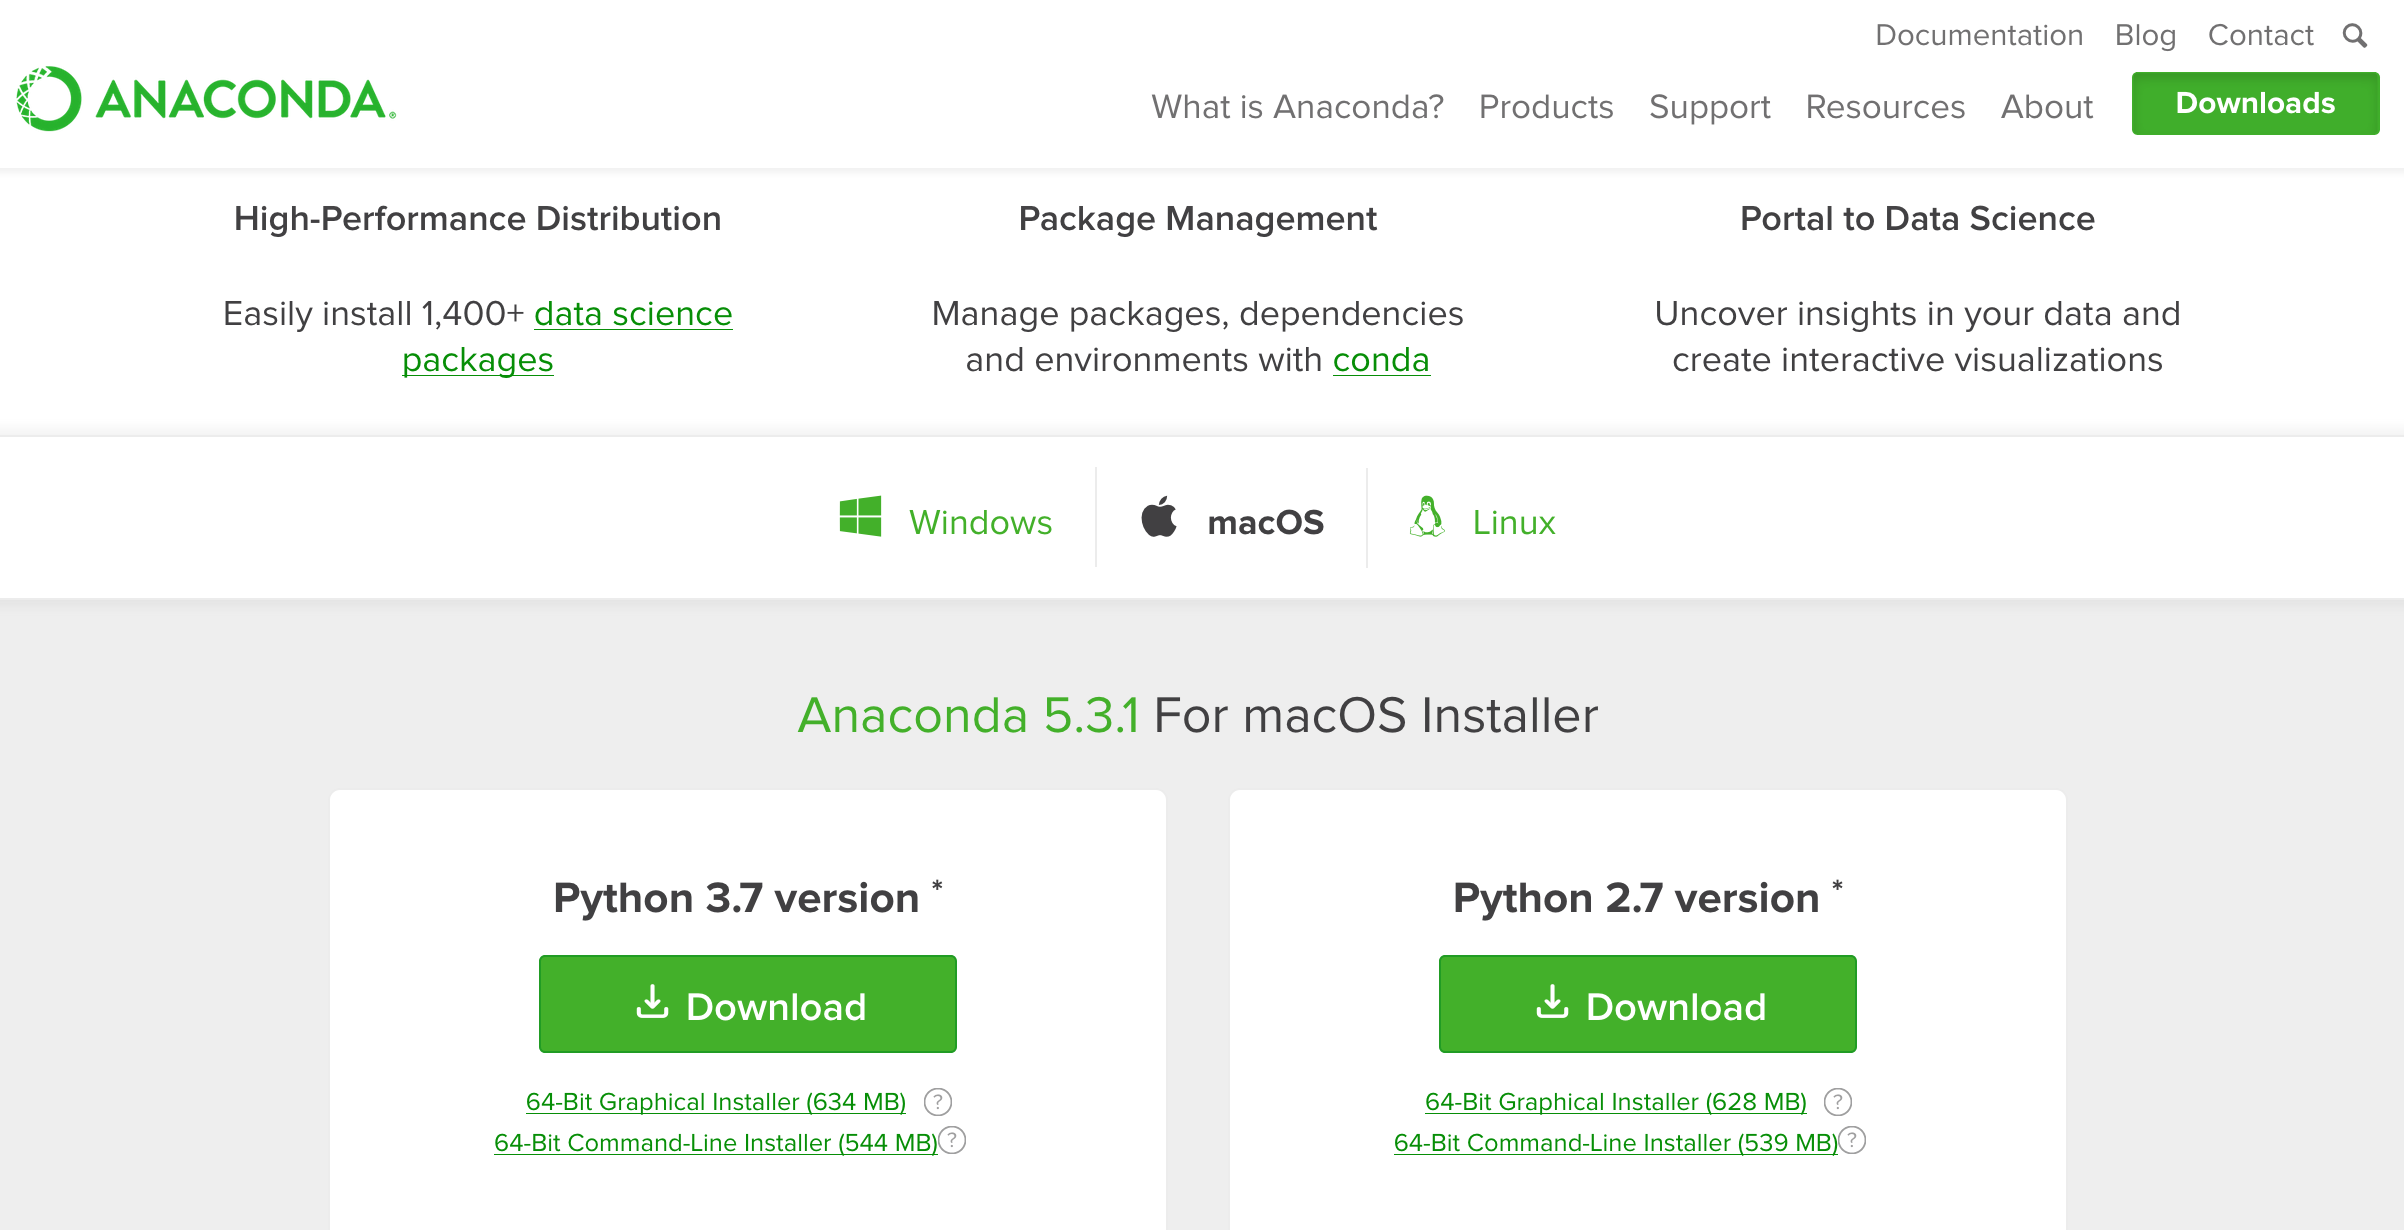 Documentation Blog Contact
ANACONDA®
What is Anaconda? Products Support Resources About Downloads
High-Performance Distribution
Easily install 1,400+ data science
packages
Package Management
Manage packages, dependencies
and environments with conda
Portal to Data Science
Uncover insights in your data and
create interactive visualizations
Windows
macOS
Linux
Anaconda 5.3.1 For macOS Installer
Python 3.7 version *
Download
64-Bit Graphical Installer (634 MB) ?
64-Bit Command-Line Installer (544 MB) ?
Python 2.7 version *
Download
64-Bit Graphical Installer (628 MB) ?
64-Bit Command-Line Installer (539 MB) ?